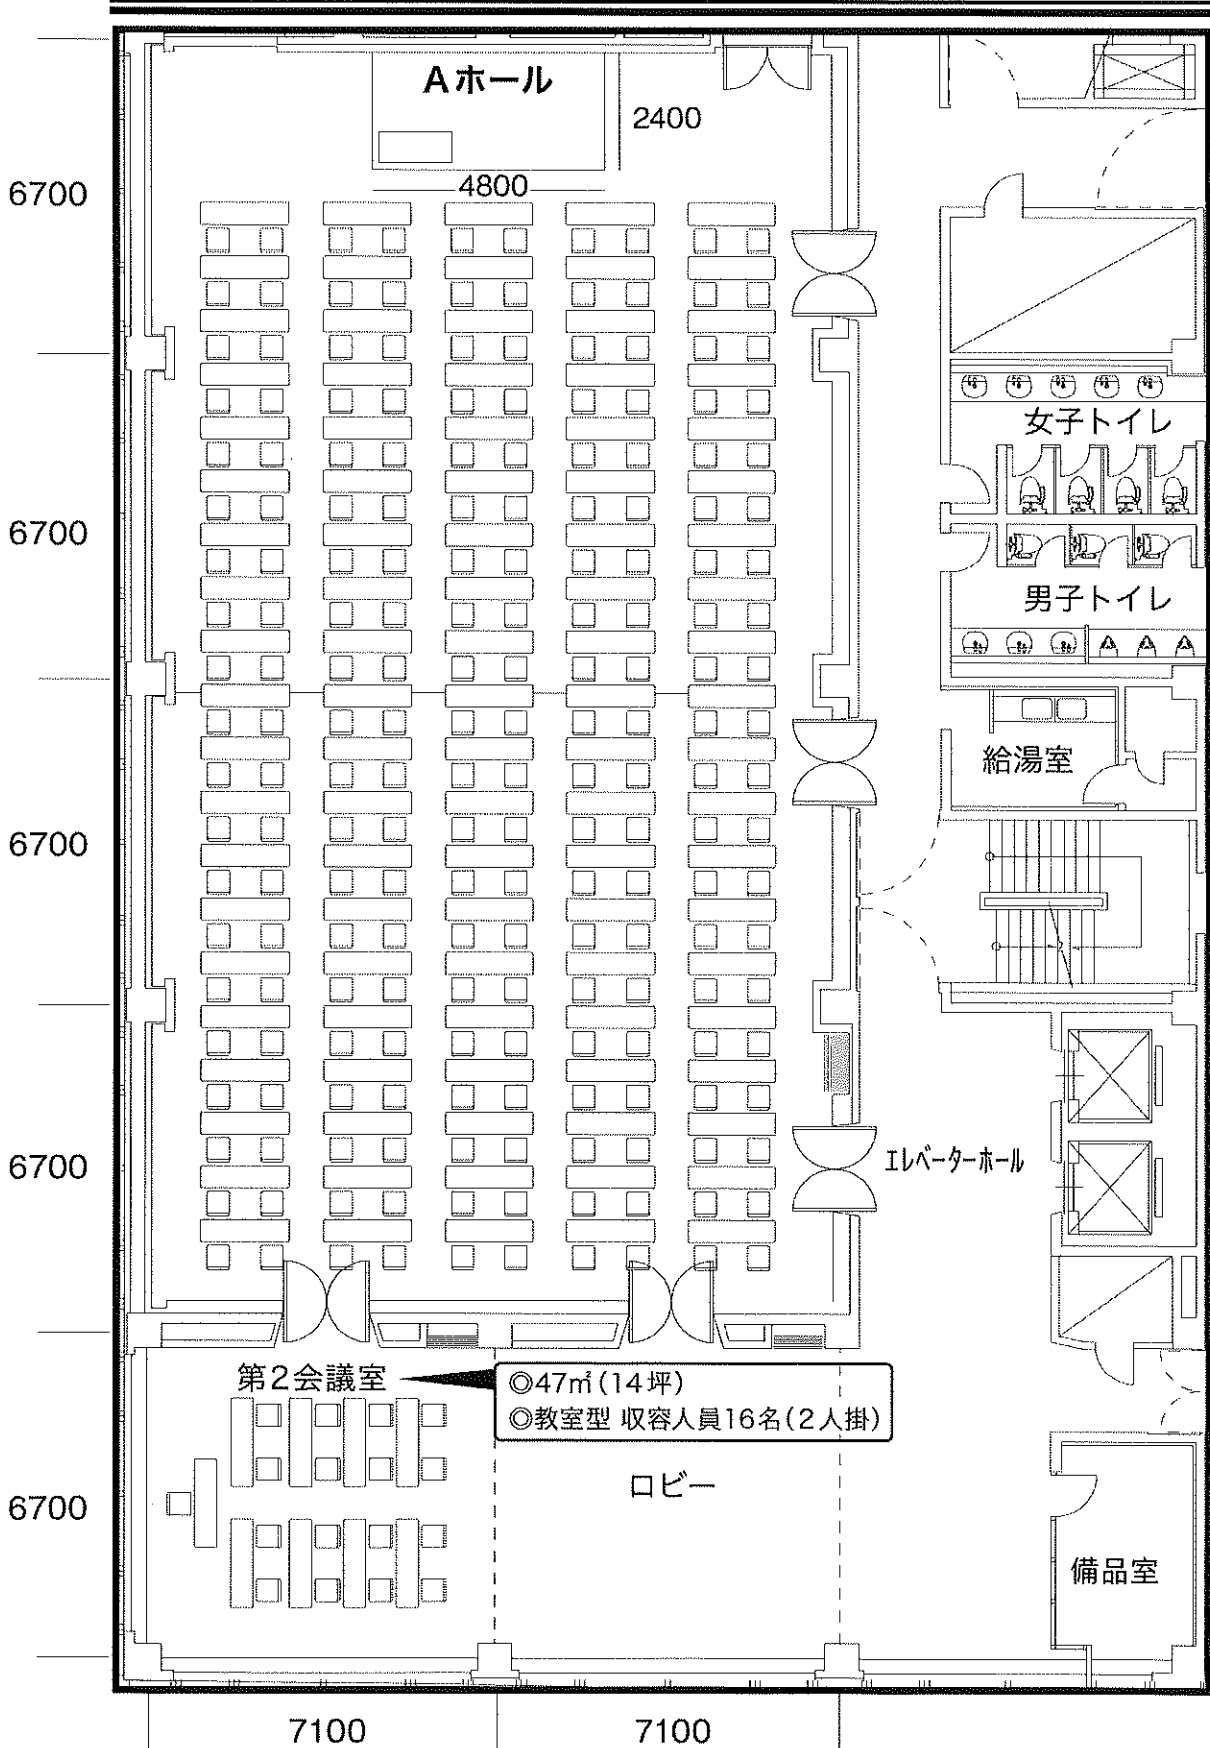 Aホール
2400
4800
6700
女子トイレ
6700
男子トイレ
給湯室
6700
エレベーターホール
6700
第2会議室
◎47㎡(14坪)
◎教室型 収容人員16名(2人掛)
ロビー
6700
備品室
7100
7100